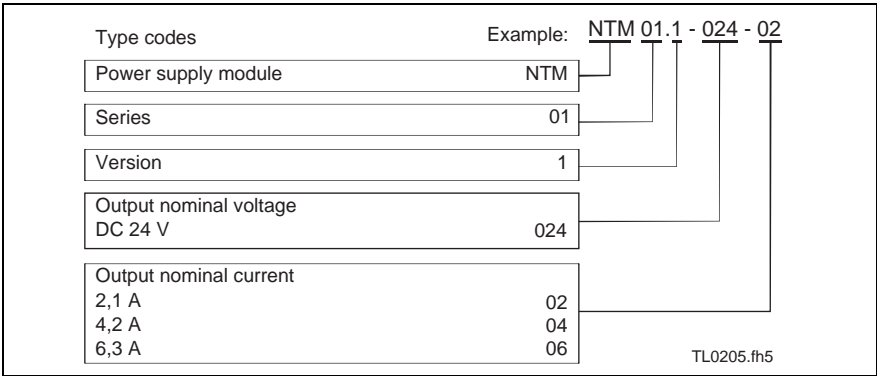 Type codes Example: NTM 01.1 - 024 - 02
Power supply module NTM
Series 01
Version 1
Output nominal voltage
DC 24 V 024
Output nominal current
2,1 A 02
4,2 A 04
6,3 A 06
TL0205.fh5